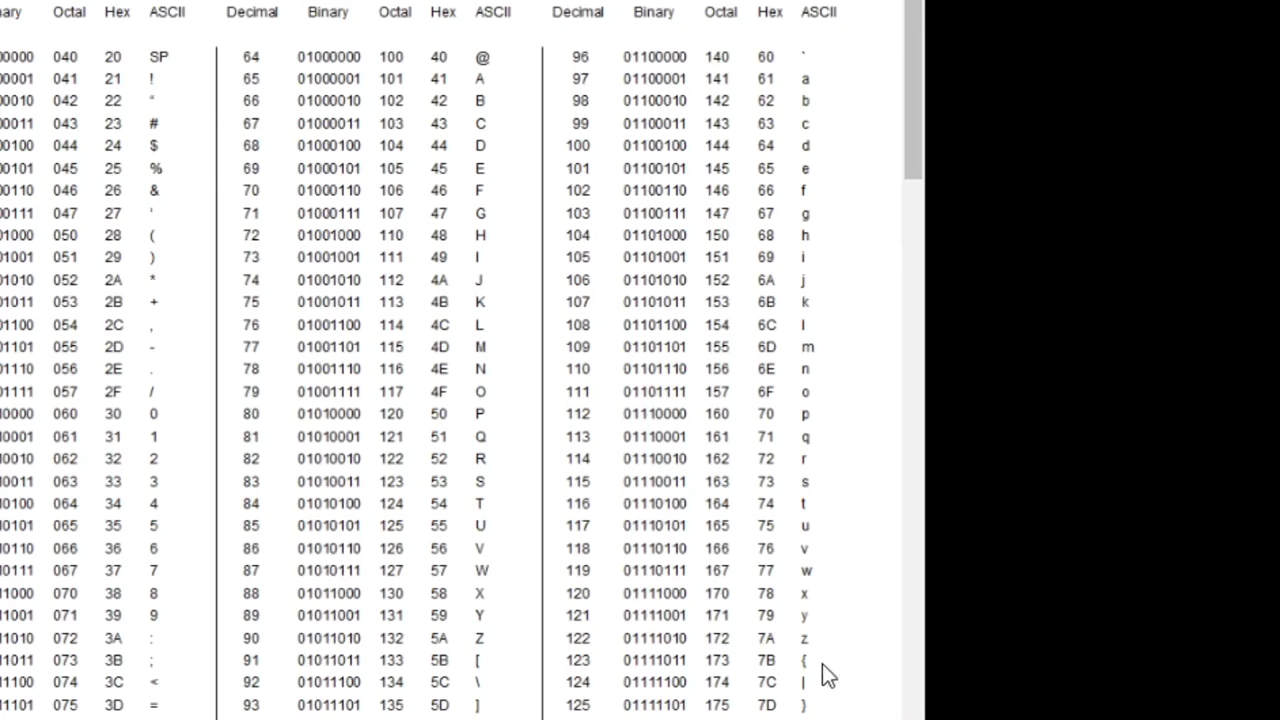 ary Octal Hex ASCII Decimal Binary Octal Hex ASCII Decimal Binary Octal Hex ASCII
00000 040 20 SP 64 01000000 100 40 @ 96 01100000 140 60 `
00001 041 21 ! 65 01000001 101 41 A 97 01100001 141 61 a
00010 042 22 “ 66 01000010 102 42 B 98 01100010 142 62 b
00011 043 23 # 67 01000011 103 43 C 99 01100011 143 63 c
00100 044 24 $ 68 01000100 104 44 D 100 01100100 144 64 d
00101 045 25 % 69 01000101 105 45 E 101 01100101 145 65 e
00110 046 26 & 70 01000110 106 46 F 102 01100110 146 66 f
00111 047 27 ‘ 71 01000111 107 47 G 103 01100111 147 67 g
01000 050 28 ( 72 01001000 110 48 H 104 01101000 150 68 h
01001 051 29 ) 73 01001001 111 49 I 105 01101001 151 69 i
01010 052 2A * 74 01001010 112 4A J 106 01101010 152 6A j
01011 053 2B + 75 01001011 113 4B K 107 01101011 153 6B k
01100 054 2C , 76 01001100 114 4C L 108 01101100 154 6C l
01101 055 2D - 77 01001101 115 4D M 109 01101101 155 6D m
01110 056 2E . 78 01001110 116 4E N 110 01101110 156 6E n
01111 057 2F / 79 01001111 117 4F O 111 01101111 157 6F o
10000 060 30 0 80 01010000 120 50 P 112 01110000 160 70 p
10001 061 31 1 81 01010001 121 51 Q 113 01110001 161 71 q
10010 062 32 2 82 01010010 122 52 R 114 01110010 162 72 r
10011 063 33 3 83 01010011 123 53 S 115 01110011 163 73 s
10100 064 34 4 84 01010100 124 54 T 116 01110100 164 74 t
10101 065 35 5 85 01010101 125 55 U 117 01110101 165 75 u
10110 066 36 6 86 01010110 126 56 V 118 01110110 166 76 v
10111 067 37 7 87 01010111 127 57 W 119 01110111 167 77 w
11000 070 38 8 88 01011000 130 58 X 120 01111000 170 78 x
11001 071 39 9 89 01011001 131 59 Y 121 01111001 171 79 y
11010 072 3A : 90 01011010 132 5A Z 122 01111010 172 7A z
11011 073 3B ; 91 01011011 133 5B [ 123 01111011 173 7B {
11100 074 3C < 92 01011100 134 5C \ 124 01111100 174 7C |
11101 075 3D = 93 01011101 135 5D ] 125 01111101 175 7D }